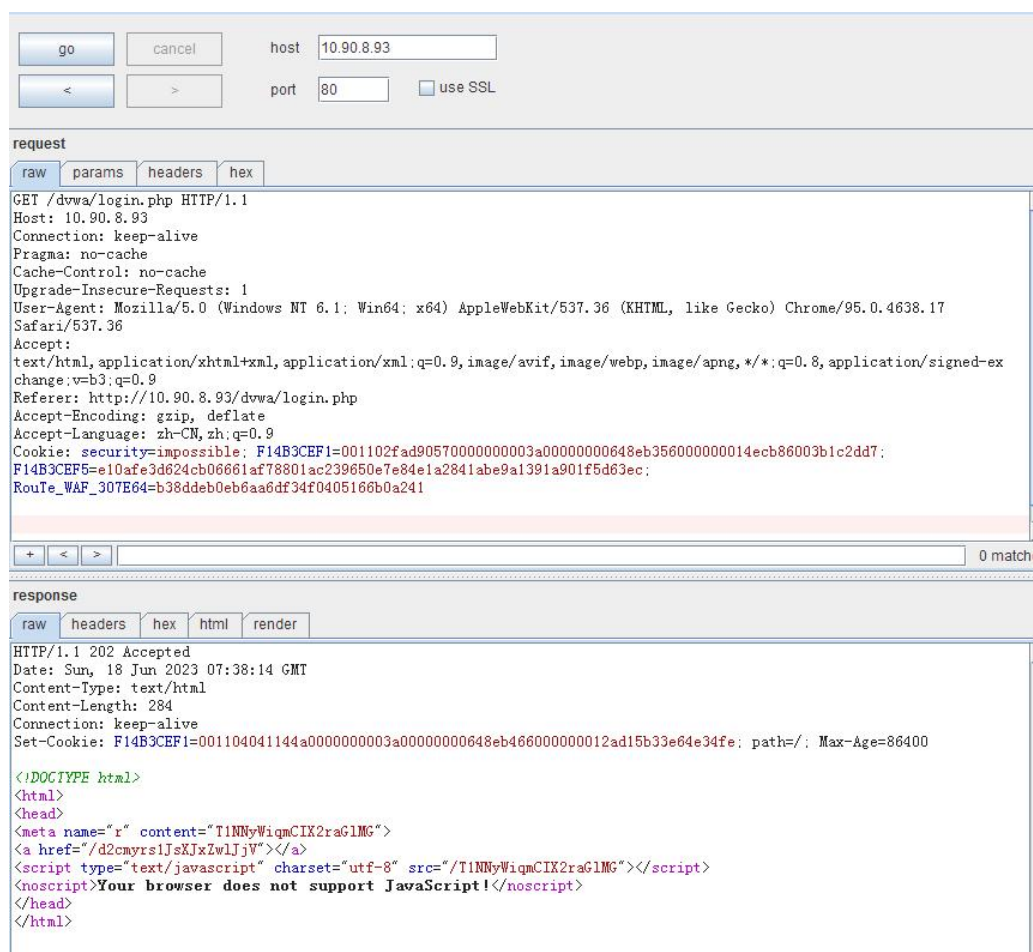 go cancel host 10.90.8.93
< > port 80 use SSL
request
raw params headers hex
GET /dvwa/login.php HTTP/1.1
Host: 10.90.8.93
Connection: keep-alive
Pragma: no-cache
Cache-Control: no-cache
Upgrade-Insecure-Requests: 1
User-Agent: Mozilla/5.0 (Windows NT 6.1; Win64; x64) AppleWebKit/537.36 (KHTML, like Gecko) Chrome/95.0.4638.17
Safari/537.36
Accept:
text/html,application/xhtml+xml,application/xml;q=0.9,image/avif,image/webp,image/apng,*/*;q=0.8,application/signed-ex
change;v=b3;q=0.9
Referer: http://10.90.8.93/dvwa/login.php
Accept-Encoding: gzip, deflate
Accept-Language: zh-CN,zh;q=0.9
Cookie: security=impossible; F14B3CEF1=001102fad90570000000003a00000000648eb356000000014ecb86003b1c2dd7;
F14B3CEF5=e10afe3d624cb06661af78801ac239650e7e84e1a2841abe9a1391a901f5d63ec;
RouTe_WAF_307E64=b38ddeb0eb6aa6df34f0405166b0a241
+ < > 0 match
response
raw headers hex html render
HTTP/1.1 202 Accepted
Date: Sun, 18 Jun 2023 07:38:14 GMT
Content-Type: text/html
Content-Length: 284
Connection: keep-alive
Set-Cookie: F14B3CEF1=001104041144a0000000003a00000000648eb466000000012ad15b33e64e34fe; path=/; Max-Age=86400
<!DOCTYPE html>
<html>
<head>
<meta name="r" content="T1NNyWiqmCIX2raGlMG">
<a href="/d2cmyrs1JsXJxZwlJjV"></a>
<script type="text/javascript" charset="utf-8" src="/T1NNyWiqmCIX2raGlMG"></script>
<noscript>Your browser does not support JavaScript!</noscript>
</head>
</html>